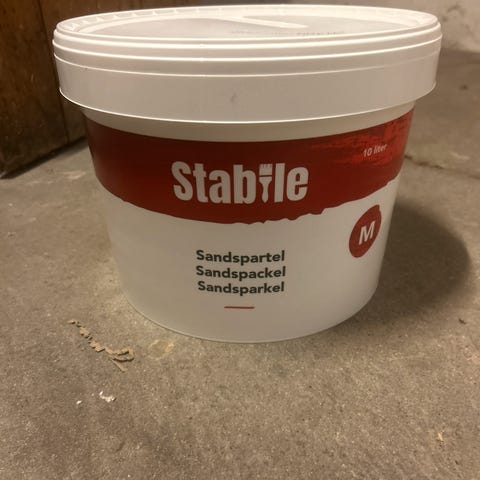 10 liter
Stabile
M
Sandspartel
Sandspackel
Sandsparkel